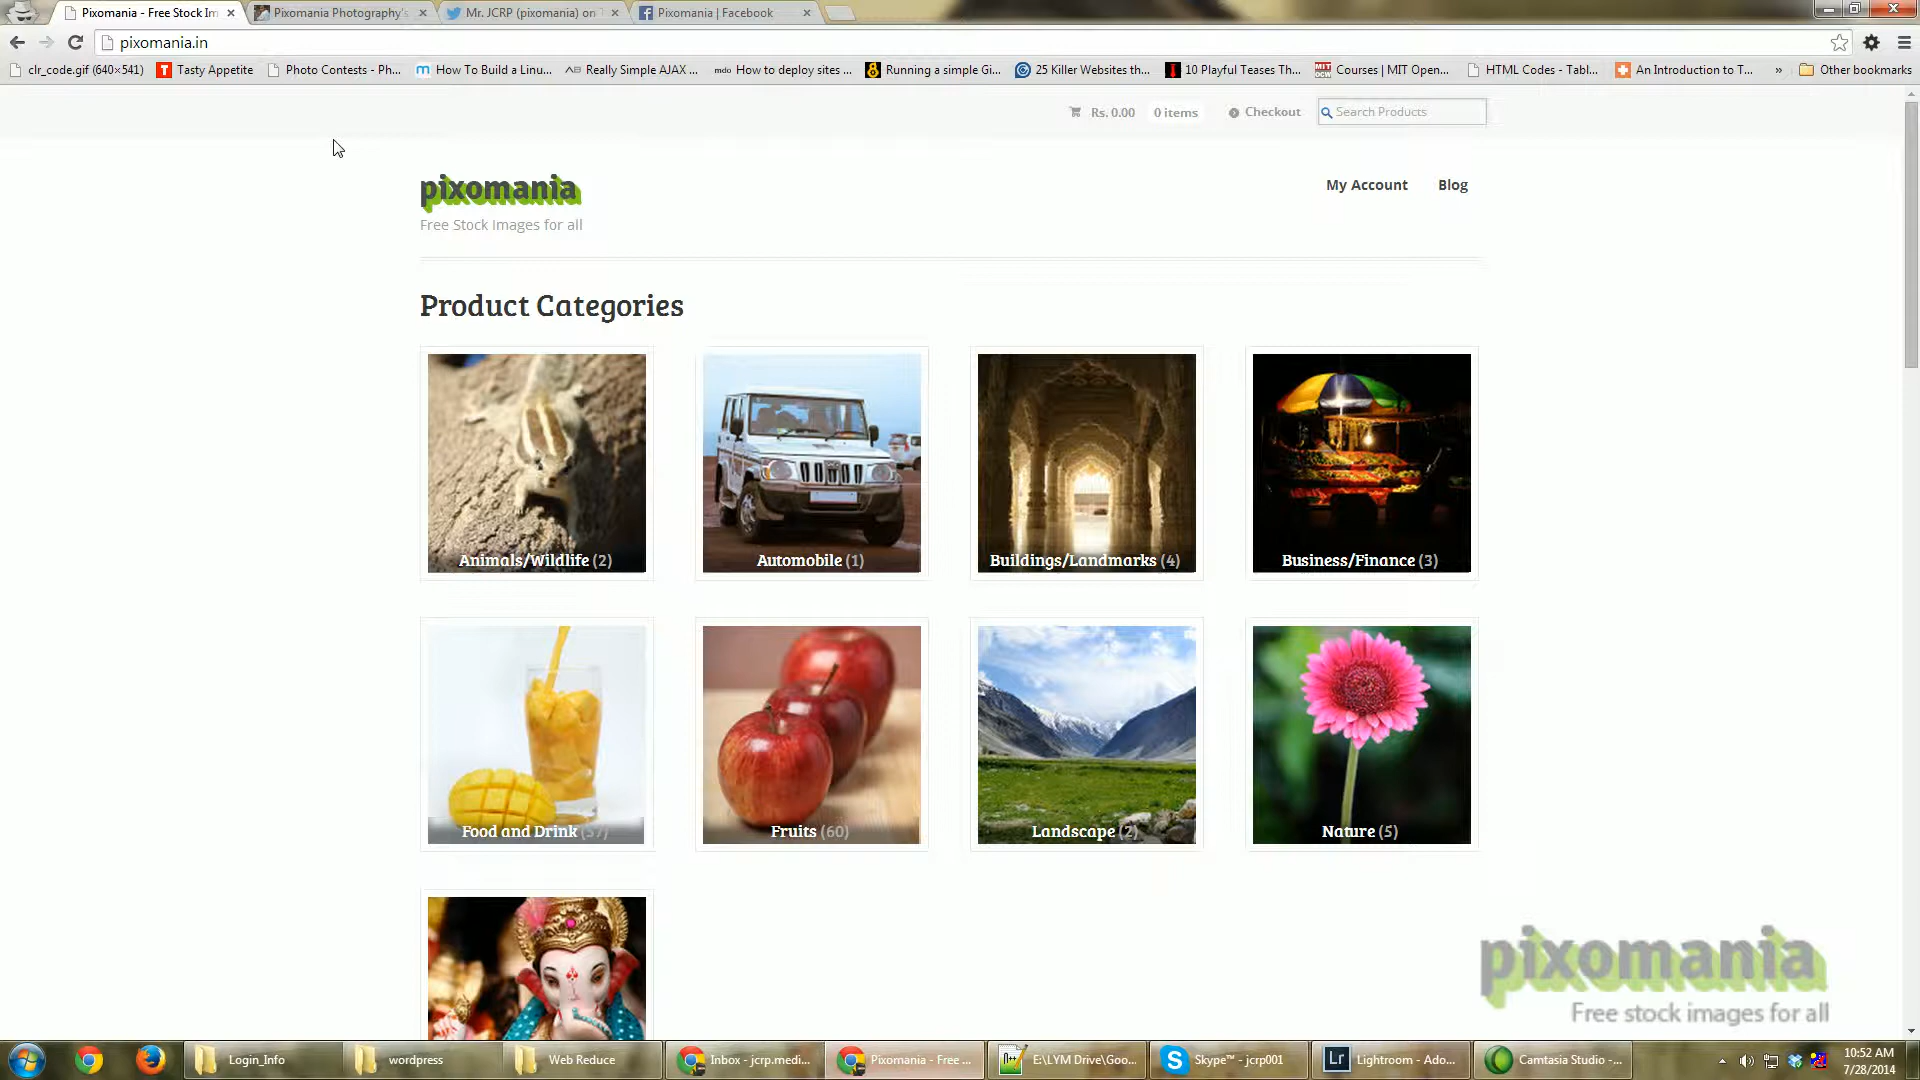 Pixomania - Free Stock Im
Pixomania Photography's
Mr. JCRP (pixomania) on T
Pixomania | Facebook
pixomania.in
clr_code.gif (640×541)
Tasty Appetite
Photo Contests - Ph...
How To Build a Linu...
Really Simple AJAX ...
How to deploy sites ...
Running a simple Gi...
25 Killer Websites th...
10 Playful Teases Th...
Courses | MIT Open...
HTML Codes - Tabl...
An Introduction to T...
»
Other bookmarks
Rs. 0.00
0 items
Checkout
Search Products
pixomania
Free Stock Images for all
My Account
Blog
Product Categories
Animals/Wildlife (2)
Automobile (1)
Buildings/Landmarks (4)
Business/Finance (3)
Food and Drink (57)
Fruits (60)
Landscape (2)
Nature (5)
pixomania
Free stock images for all
Login_Info
wordpress
Web Reduce
Inbox - jcrp.medi...
Pixomania - Free ...
E:\LYM Drive\Goo...
Skype™ - jcrp001
Lightroom - Ado...
Camtasia Studio -...
10:52 AM
7/28/2014